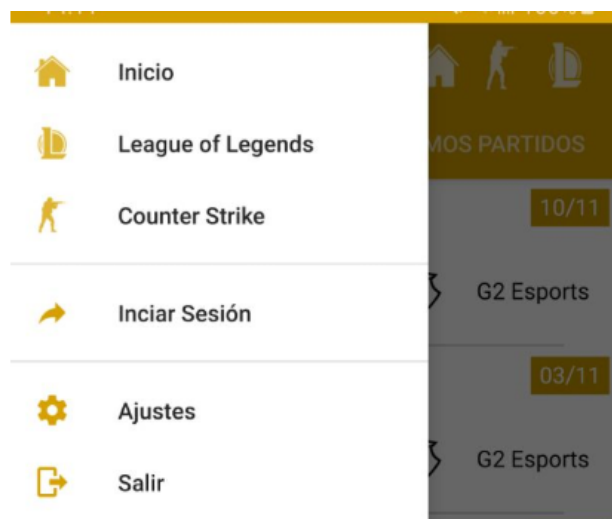 Inicio
League of Legends
Counter Strike
Inciar Sesión
Ajustes
Salir
MOS PARTIDOS
10/11
G2 Esports
03/11
G2 Esports